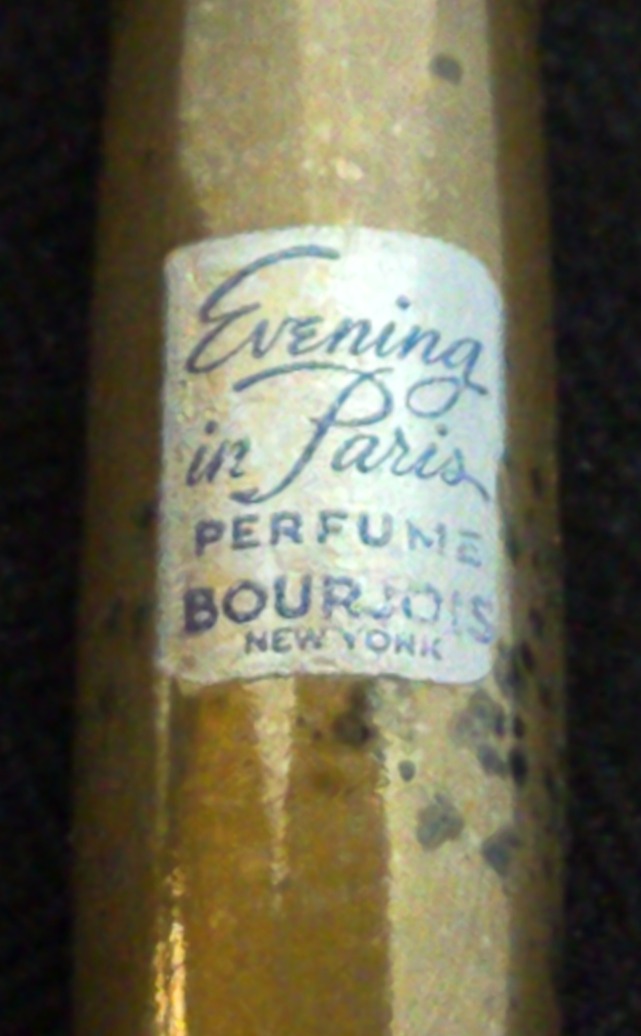 Evening
in Paris
PERFUME
BOURJOIS
NEW YORK